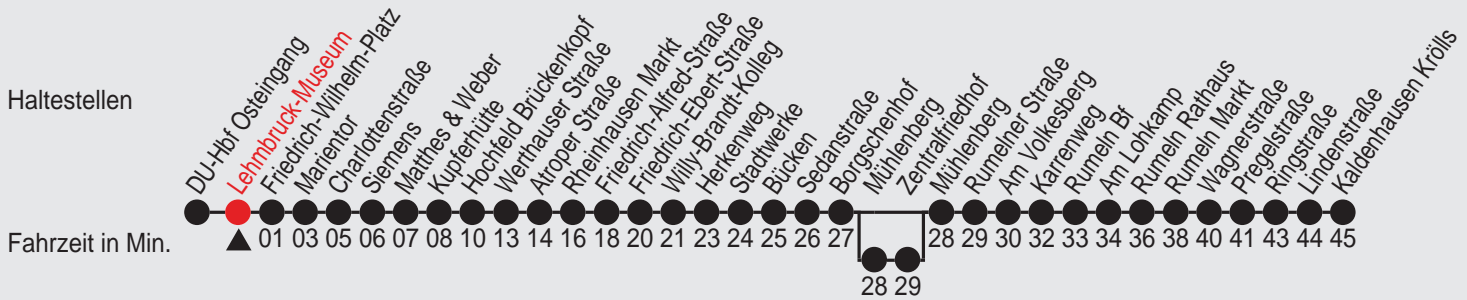 Haltestellen
DU-Hbf Osteingang
Lehmbruck-Museum
Friedrich-Wilhelm-Platz
Marientor
Charlottenstraße
Siemens
Matthes & Weber
Kupferhütte
Hochfeld Brückenkopf
Werthauser Straße
Atroper Straße
Rheinhausen Markt
Friedrich-Alfred-Straße
Friedrich-Ebert-Straße
Willy-Brandt-Kolleg
Herkenweg
Stadtwerke
Bücken
Sedanstraße
Borgschenhof
Mühlenberg
Zentralfriedhof
Mühlenberg
Rumelner Straße
Am Volkesberg
Karrenweg
Rumeln Bf
Am Lohkamp
Rumeln Rathaus
Rumeln Markt
Wagnerstraße
Pregelstraße
Ringstraße
Lindenstraße
Kaldenhausen Krölls
Fahrzeit in Min.
01 03 05 06 07 08 10 13 14 16 18 20 21 23 24 25 26 27 28 29 30 32 33 34 36 38 40 41 43 44 45
28 29